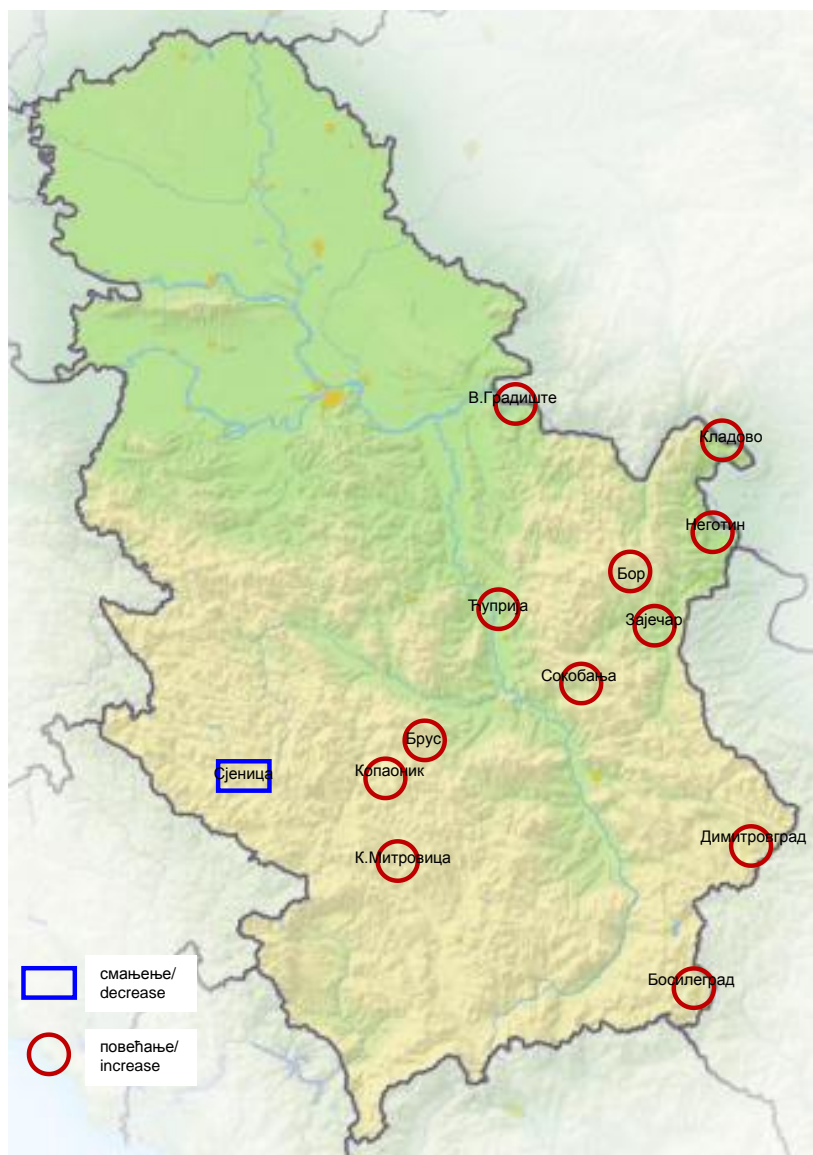 В.Градиште
Кладово
Неготин
Бор
Ћуприја
Зајечар
Сокобања
Брус
Сјеница
Копаоник
Димитровград
К.Митровица
смањење/
decrease
Босилеград
повећање/
increase